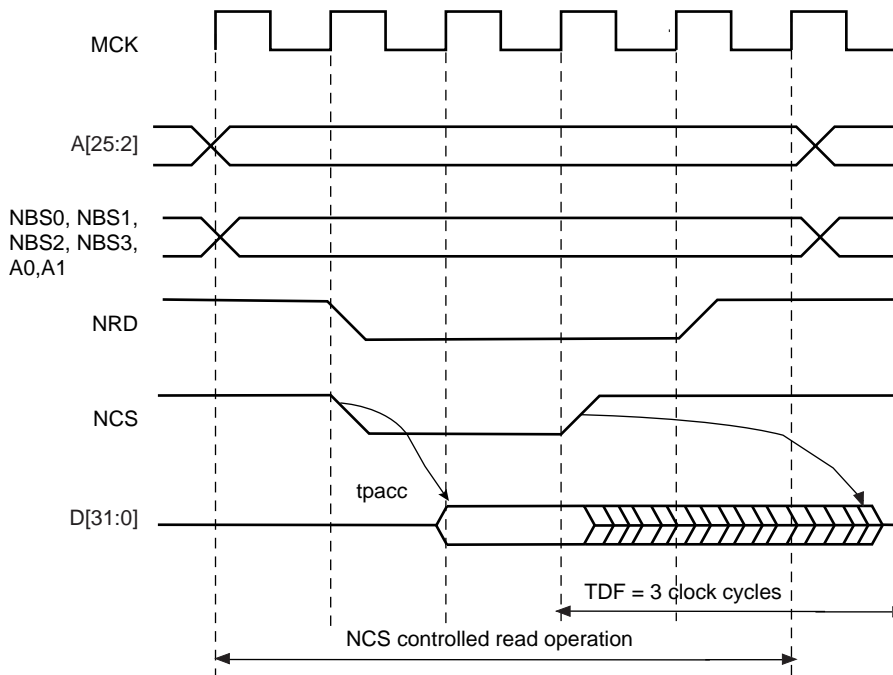 MCK
A[25:2]
NBS0, NBS1,
NBS2, NBS3,
A0,A1
NRD
NCS
tpacc
D[31:0]
TDF = 3 clock cycles
NCS controlled read operation